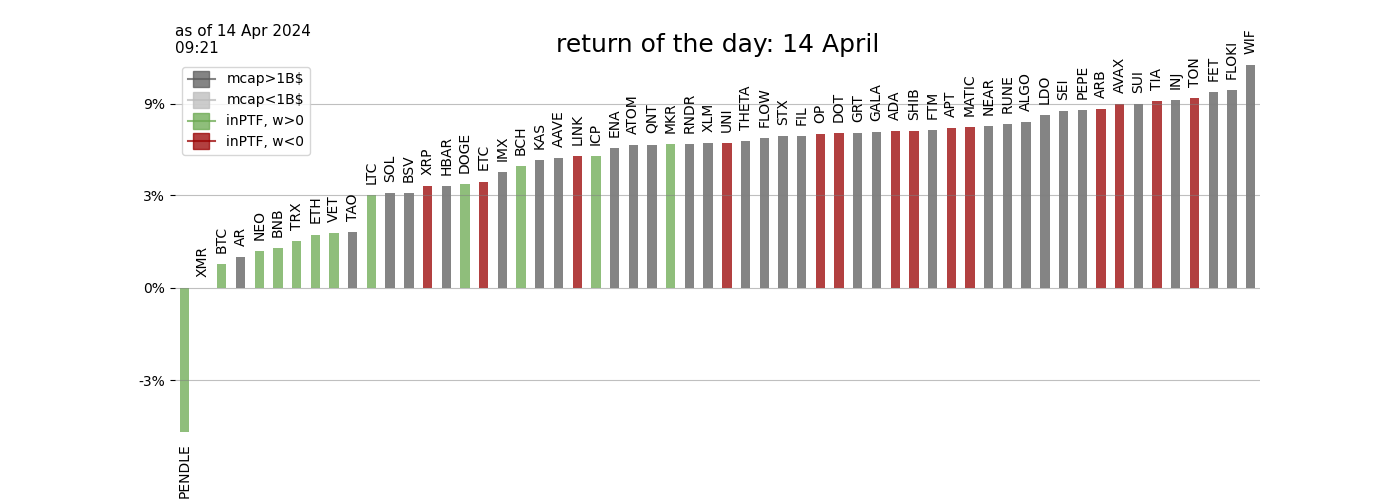 as of 14 Apr 2024
09:21
return of the day: 14 April
mcap>1B$
mcap<1B$
inPTF, w>0
inPTF, w<0
9%
3%
0%
-3%
PENDLE
XMR
BTC
AR
NEO
BNB
TRX
ETH
VET
TAO
LTC
SOL
BSV
XRP
HBAR
DOGE
ETC
IMX
BCH
KAS
AAVE
LINK
ICP
ENA
ATOM
QNT
MKR
RNDR
XLM
UNI
THETA
FLOW
STX
FIL
OP
DOT
GRT
GALA
ADA
SHIB
FTM
APT
MATIC
NEAR
RUNE
ALGO
LDO
SEI
PEPE
ARB
AVAX
SUI
TIA
INJ
TON
FET
FLOKI
WIF